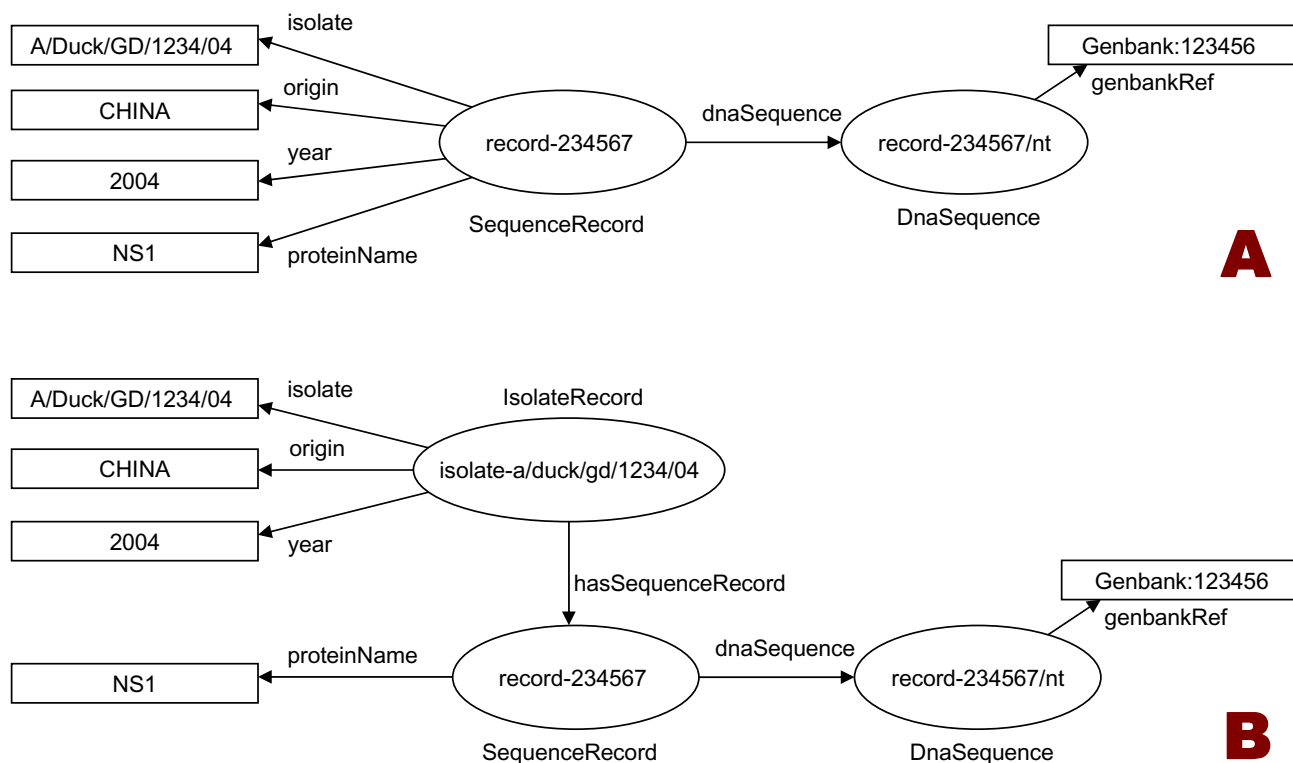 isolate
A/Duck/GD/1234/04
Genbank:123456
genbankRef
origin
CHINA
dnaSequence
record-234567
record-234567/nt
year
2004
SequenceRecord
DnaSequence
NS1
proteinName
A
isolate
IsolateRecord
A/Duck/GD/1234/04
origin
CHINA
isolate-a/duck/gd/1234/04
2004
year
hasSequenceRecord
Genbank:123456
genbankRef
proteinName
dnaSequence
NS1
record-234567
record-234567/nt
SequenceRecord
DnaSequence
B